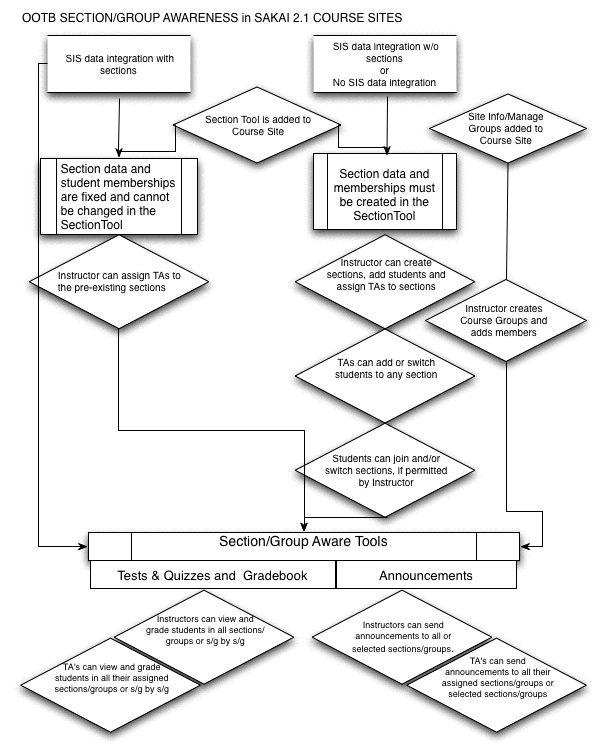 OOTB SECTION/GROUP AWARENESS in SAKAI 2.1 COURSE SITES
SIS data integration with
sections
SIS data integration w/o
sections
or
No SIS data integration
Section Tool is added to
Course Site
Site Info/Manage
Groups added to
Course Site
Section data and
student memberships
are fixed and cannot
be changed in the
SectionTool
Section data and
memberships must
be created in the
SectionTool
Instructor can assign TAs to
the pre-existing sections
Instructor can create
sections, add students and
assign TAs to sections
Instructor creates
Course Groups and
adds members
TAs can add or switch
students to any section
Students can join and/or
switch sections, if permitted
by Instructor
Section/Group Aware Tools
Tests & Quizzes and Gradebook
Announcements
Instructors can view and
grade students in all sections/
groups or s/g by s/g
TA's can view and grade
students in all their assigned
sections/groups or s/g by s/g
Instructors can send
announcements to all or
selected sections/groups.
TA's can send
announcements to all their
assigned sections/groups or
selected sections/groups